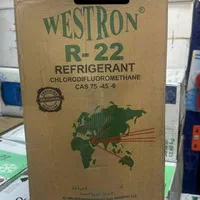 WESTRON®
R-22
REFRIGERANT
CHLORODIFLUOROMETHANE
CAS 75 -45 -6